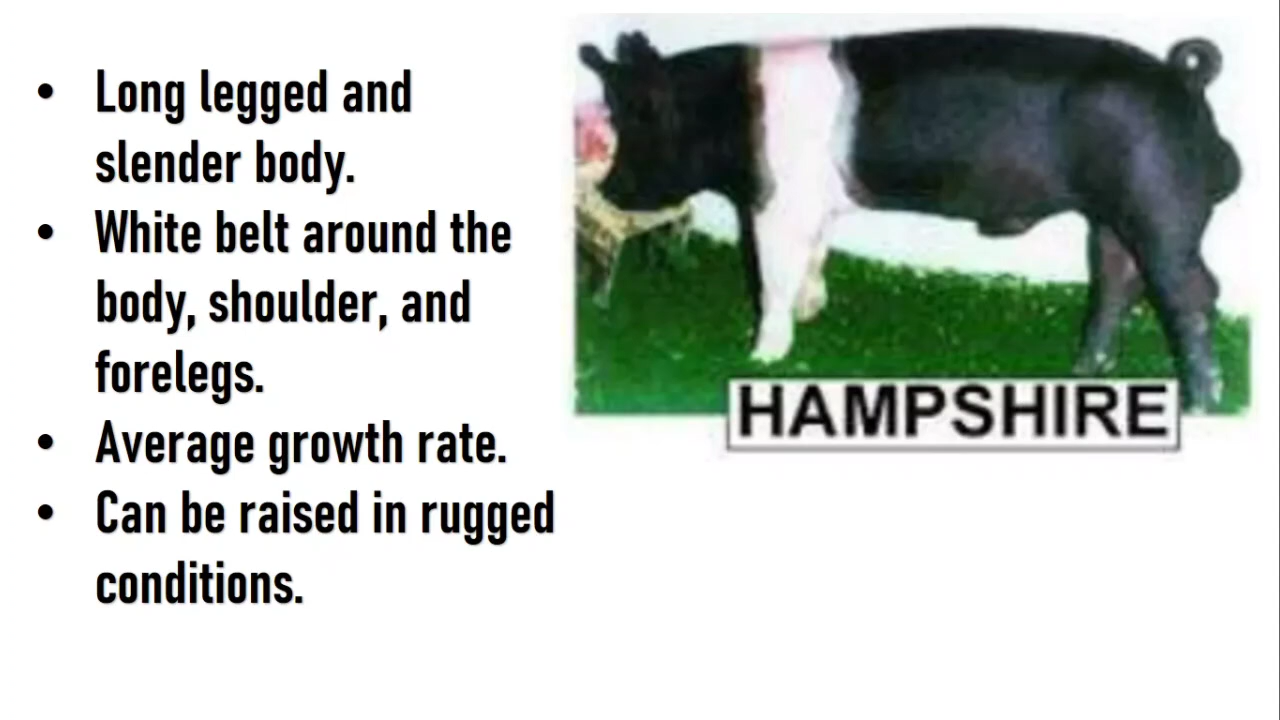 • Long legged and
slender body.
• White belt around the
body, shoulder, and
forelegs.
• Average growth rate.
• Can be raised in rugged
conditions.
HAMPSHIRE